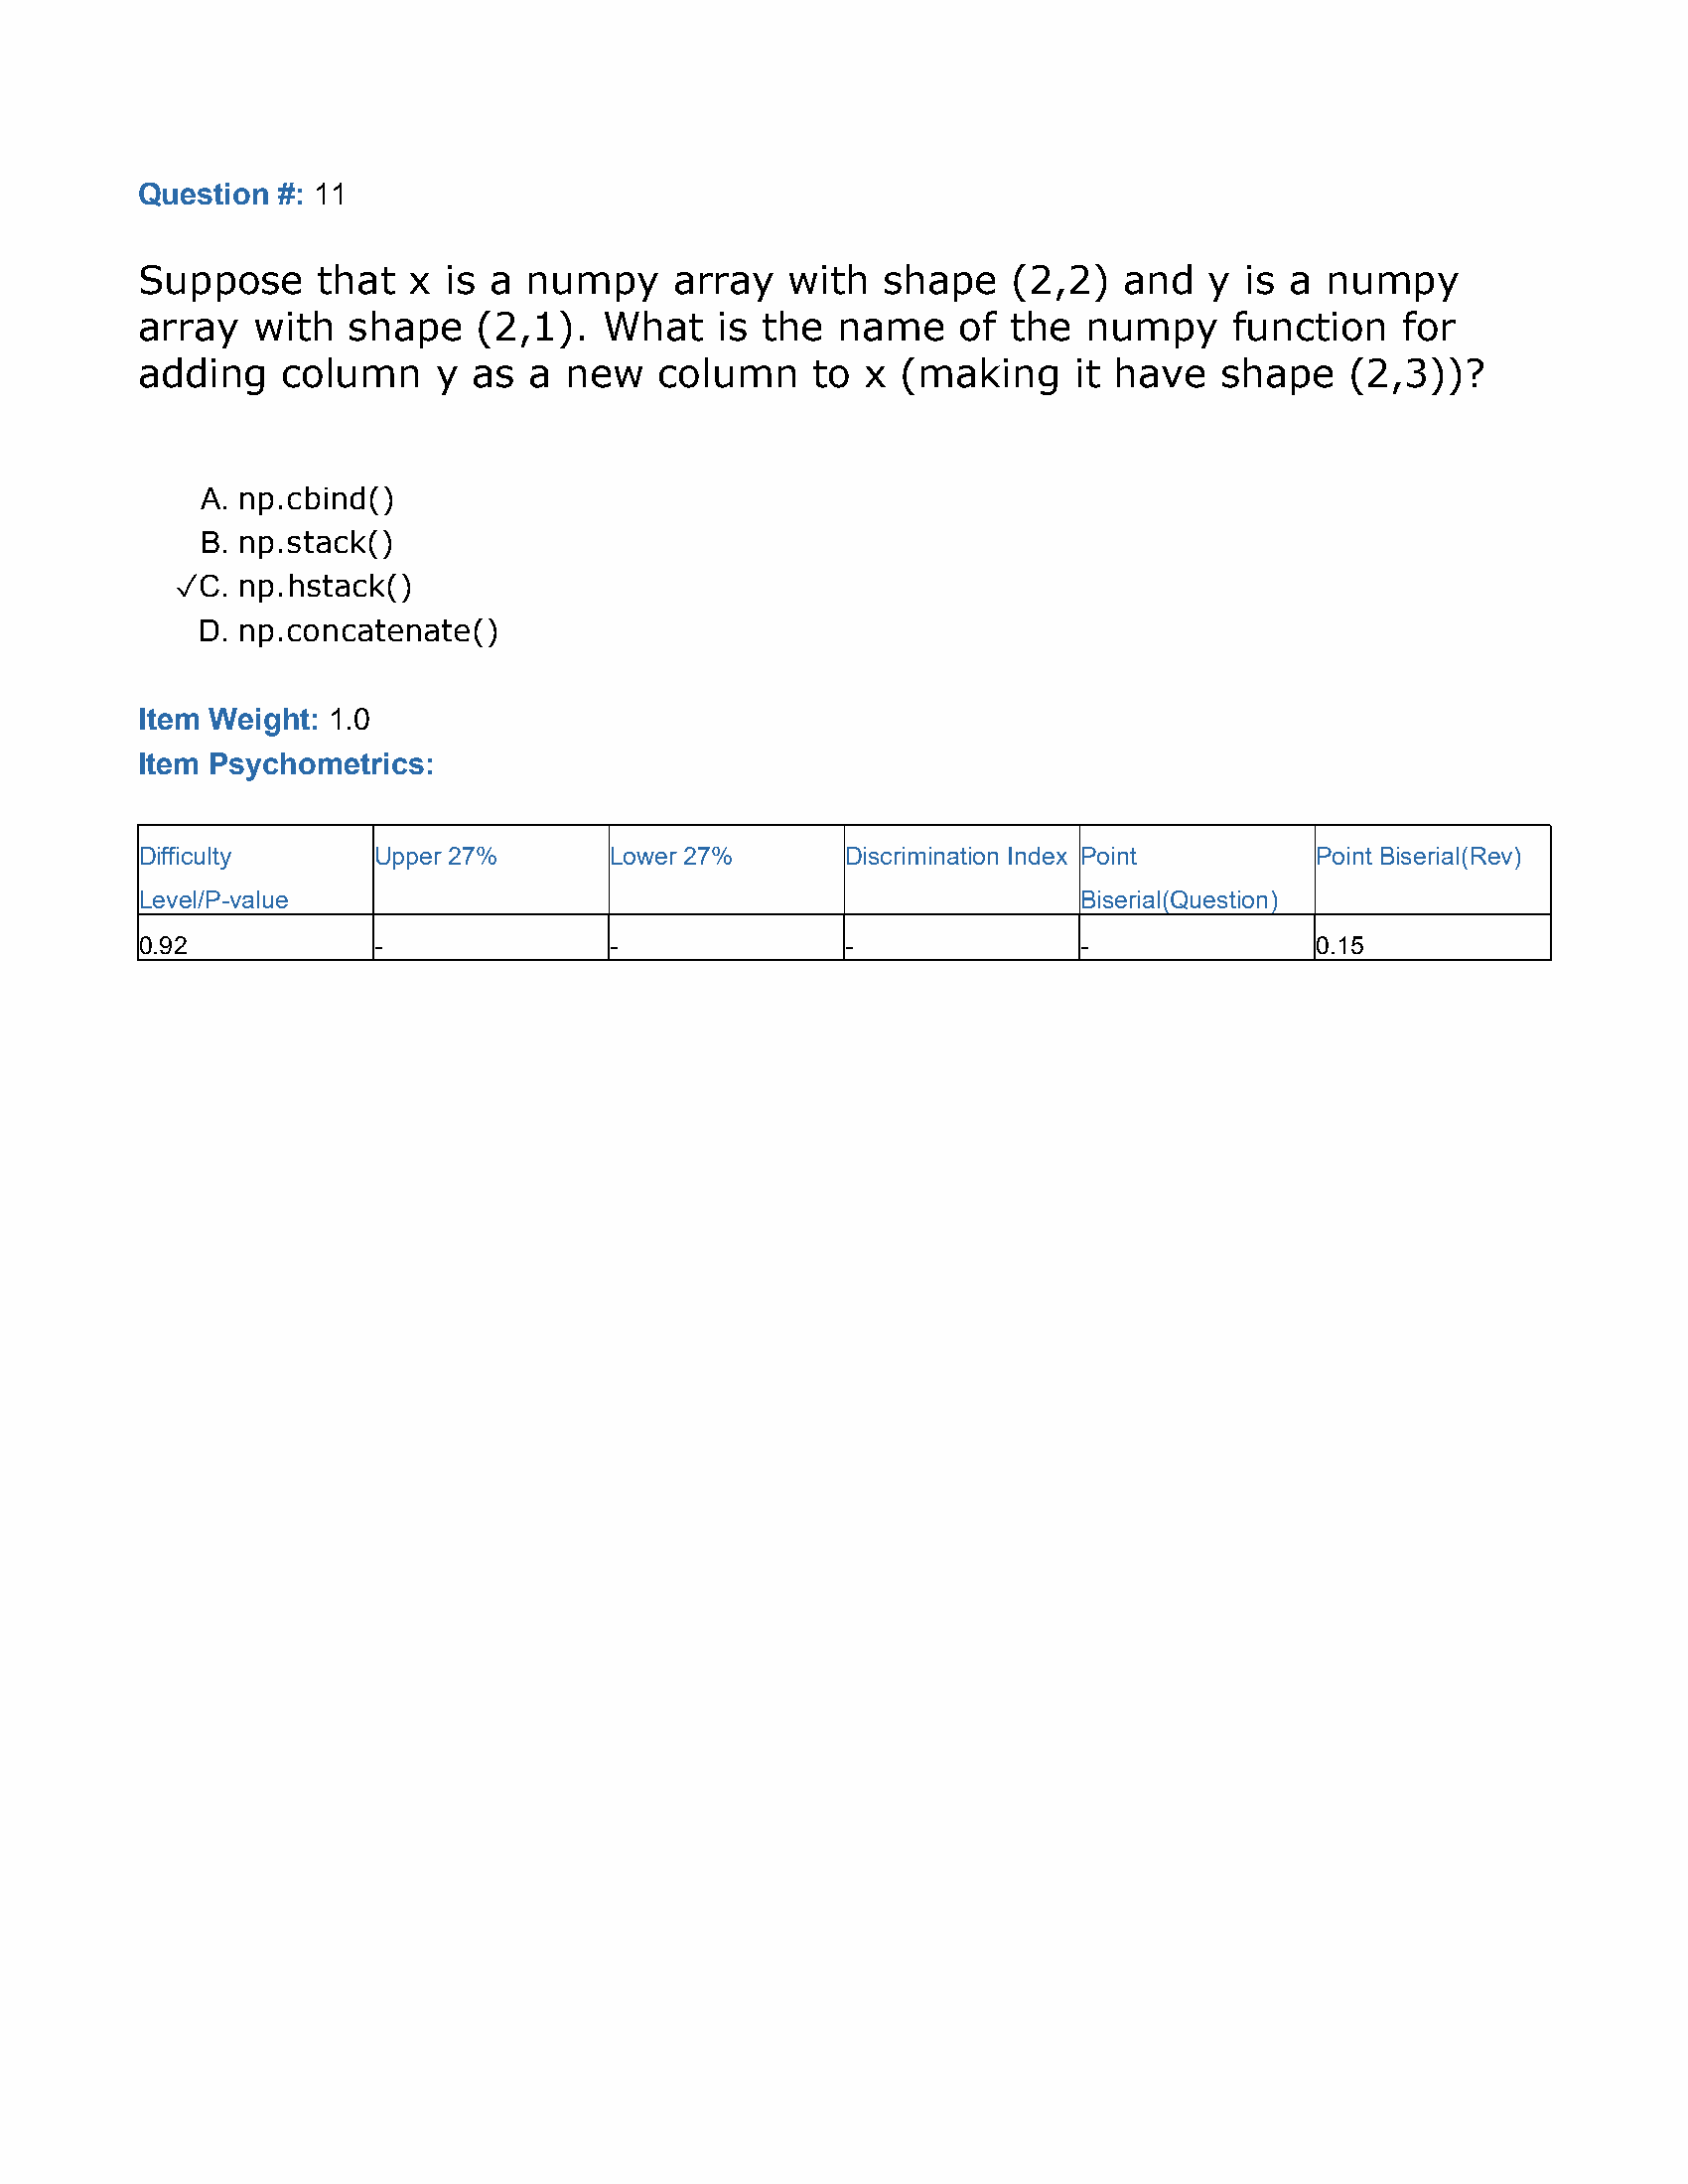 Question #: 11
Suppose that x is a numpy array with shape (2,2) and y is a numpy
array with shape (2,1). What is the name of the numpy function for
adding column y as a new column to x (making it have shape (2,3))?
A. np.cbind()
B. np.stack()
✓C. np.hstack()
D. np.concatenate()
Item Weight: 1.0
Item Psychometrics:
Difficulty Level/P-value Upper 27% Lower 27% Discrimination Index Point Biserial(Question) Point Biserial(Rev)
0.92 - - - - 0.15